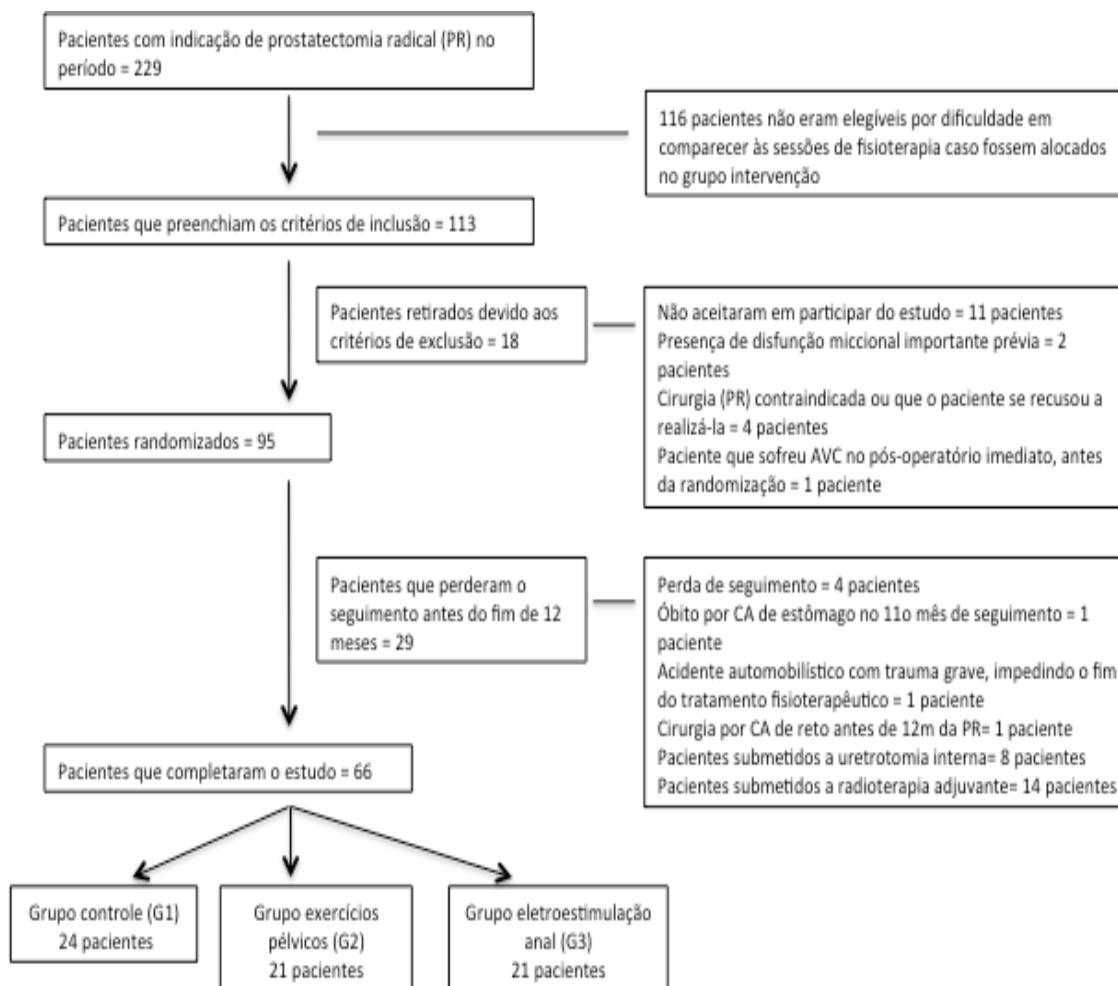 Pacientes com indicação de prostatectomia radical (PR) no
período = 229
116 pacientes não eram elegíveis por dificuldade em
comparecer às sessões de fisioterapia caso fossem alocados
no grupo intervenção
Pacientes que preenchiam os critérios de inclusão = 113
Pacientes retirados devido aos
critérios de exclusão = 18
Não aceitaram em participar do estudo = 11 pacientes
Presença de disfunção miccional importante prévia = 2
pacientes
Cirurgia (PR) contraindicada ou que o paciente se recusou a
realizá-la = 4 pacientes
Paciente que sofreu AVC no pós-operatório imediato, antes
da randomização = 1 paciente
Pacientes randomizados = 95
Pacientes que perderam o
seguimento antes do fim de 12
meses = 29
Perda de seguimento = 4 pacientes
Óbito por CA de estômago no 11o mês de seguimento = 1
paciente
Acidente automobilístico com trauma grave, impedindo o fim
do tratamento fisioterapêutico = 1 paciente
Cirurgia por CA de reto antes de 12m da PR= 1 paciente
Pacientes submetidos a uretrotomia interna= 8 pacientes
Pacientes submetidos a radioterapia adjuvante= 14 pacientes
Pacientes que completaram o estudo = 66
Grupo controle (G1)
24 pacientes
Grupo exercícios
pélvicos (G2)
21 pacientes
Grupo eletroestimulação
anal (G3)
21 pacientes